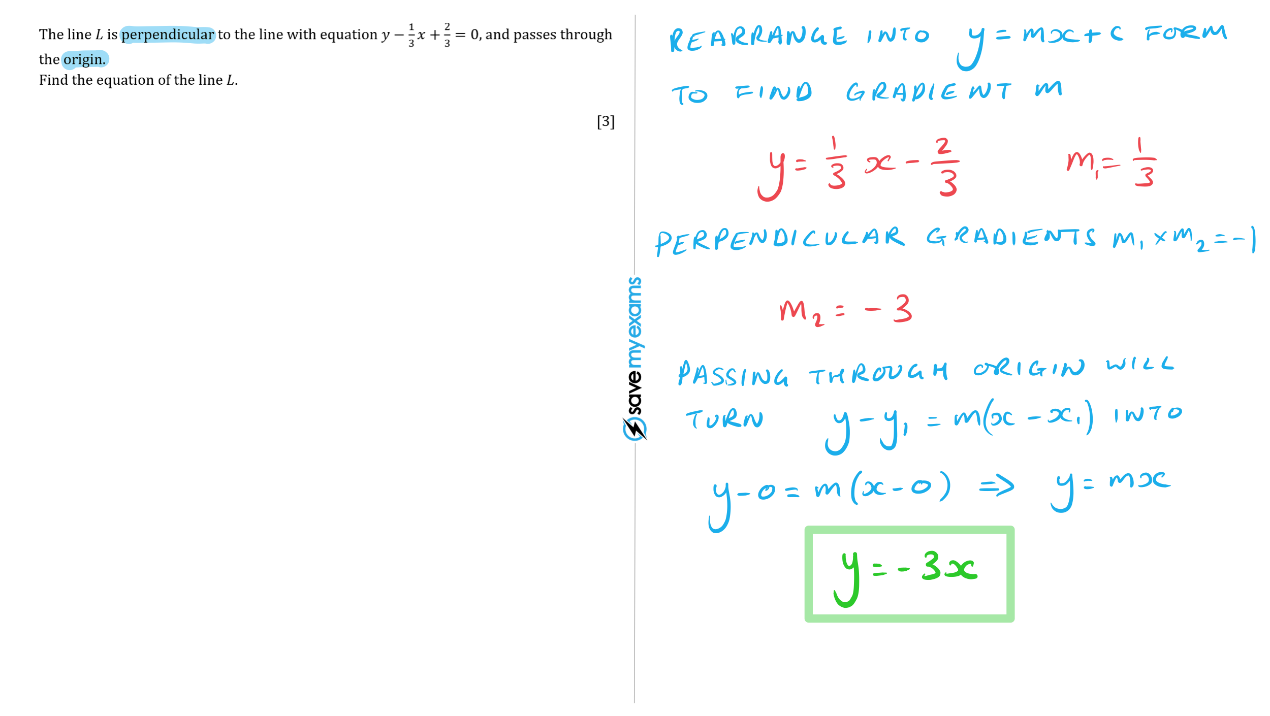 The line L is perpendicular to the line with equation y − 1/3 x + 2/3 = 0, and passes through
the origin.
Find the equation of the line L.
[3]
save my exams
REARRANGE INTO y = mx + c FORM
TO FIND GRADIENT m
y = 1/3 x − 2/3 m₁ = 1/3
PERPENDICULAR GRADIENTS m₁ × m₂ = −1
m₂ = −3
PASSING THROUGH ORIGIN WILL
TURN y − y₁ = m(x − x₁) INTO
y − 0 = m(x − 0) ⇒ y = mx
y = −3x